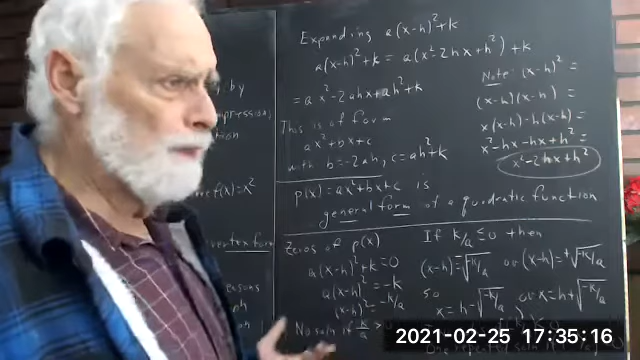 by
pression,
tion
f(x)=x²
vertex form
Expanding a(x-h)²+k
a(x-h)²+k = a(x²-2hx+h²)+k
=ax²-2ahx+ah²+k
This is of form
ax²+bx+c
with b=-2ah, c=ah²+k
Note: (x-h)² =
(x-h)(x-h) =
x(x-h)-h(x-h) =
x²-hx-hx+h² =
x²-2hx+h²
p(x)=ax²+bx+c is
general form of a quadratic function
Zeros of p(x)
a(x-h)²+k=0
a(x-h)²=-k
(x-h)²=-k/a
No soln if k/a >
If k/a ≤0 then
(x-h)=-√-k/a or (x-h)=+√-k/a
so
x=h-√-k/a or x=h+√-k/a
2021-02-25 17:35:16